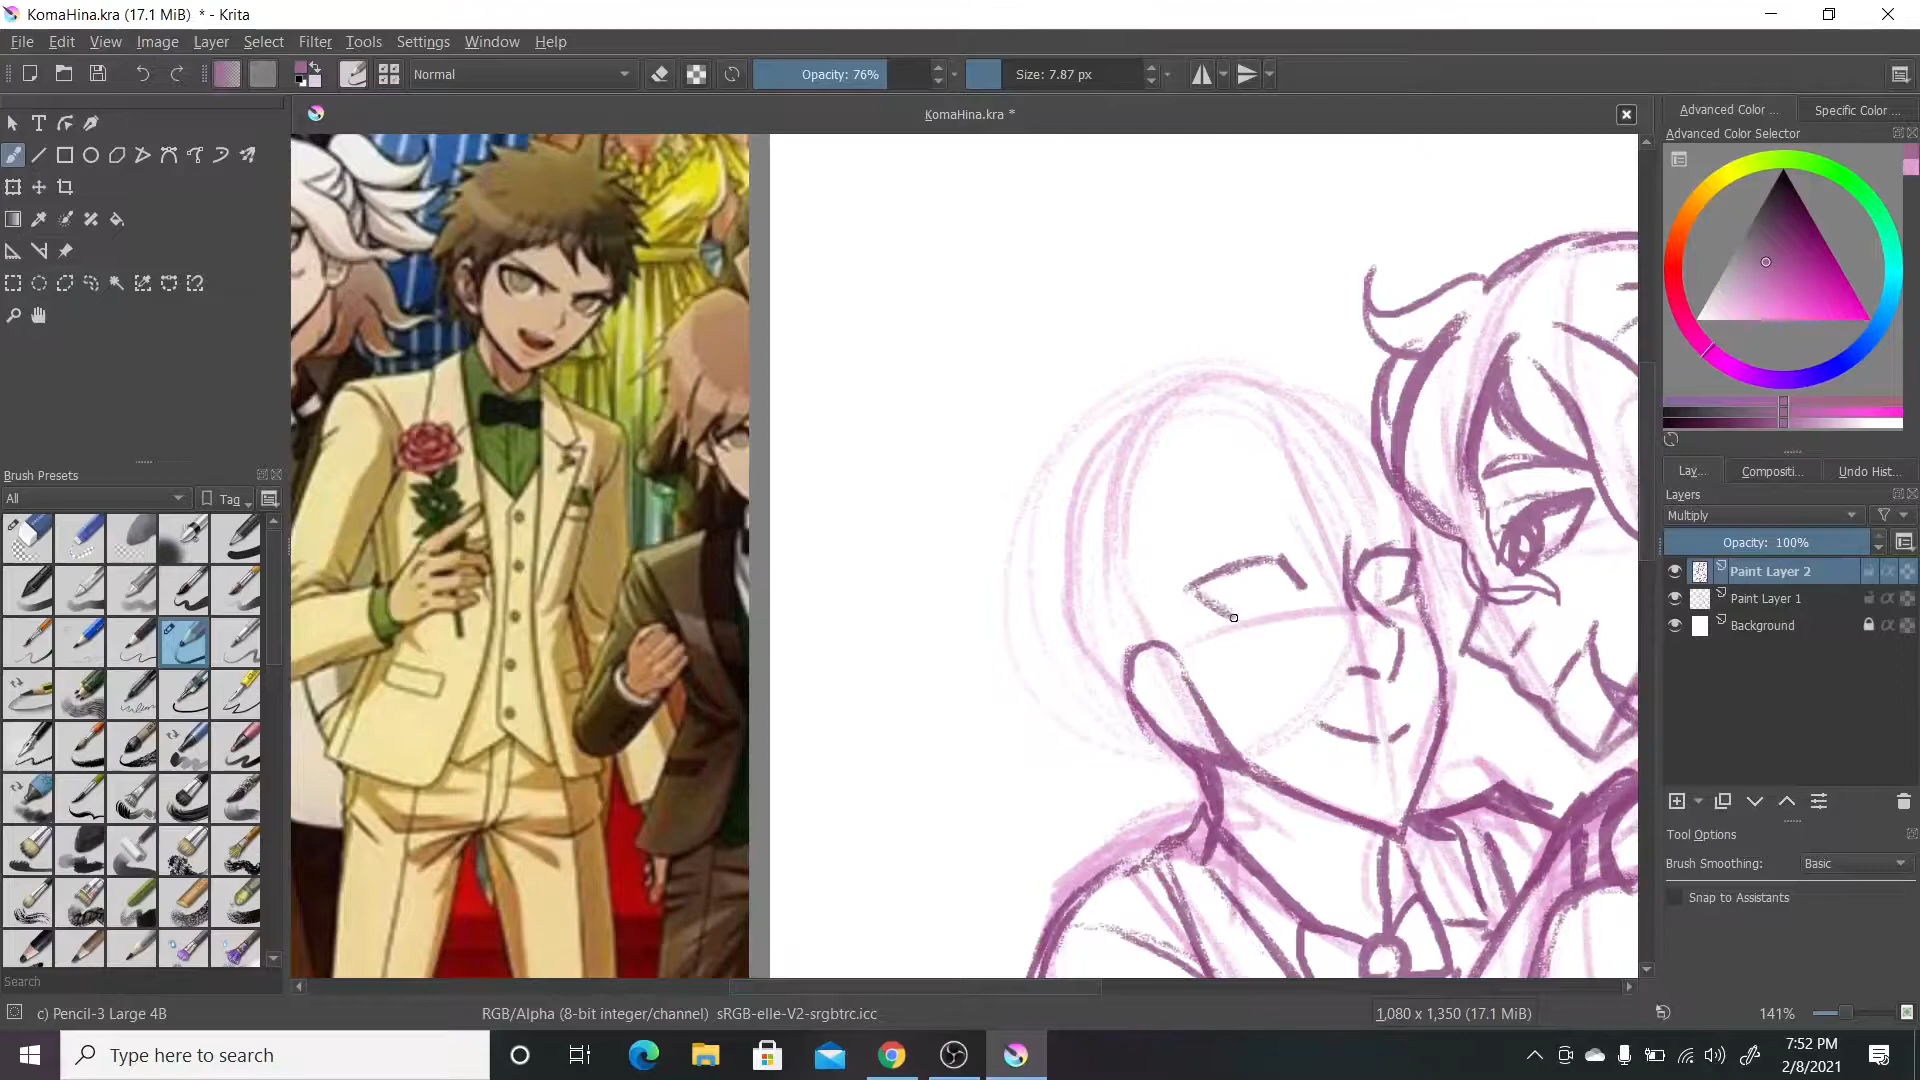 KomaHina.kra (17.1 MiB)  * - Krita
File Edit View Image Layer Select Filter Tools Settings Window Help
Normal Opacity: 76% Size: 7.87 px
KomaHina.kra *
Advanced Color ... Specific Color ...
Advanced Color Selector
Brush Presets
All Tag
Lay... Compositi... Undo Hist...
Layers
Multiply
Opacity:  100%
Paint Layer 2
Paint Layer 1
Background
Tool Options
Brush Smoothing: Basic
Snap to Assistants
Search
c) Pencil-3 Large 4B RGB/Alpha (8-bit integer/channel)  sRGB-elle-V2-srgbtrc.icc 1,080 x 1,350 (17.1 MiB) 141%
Type here to search
7:52 PM
2/8/2021